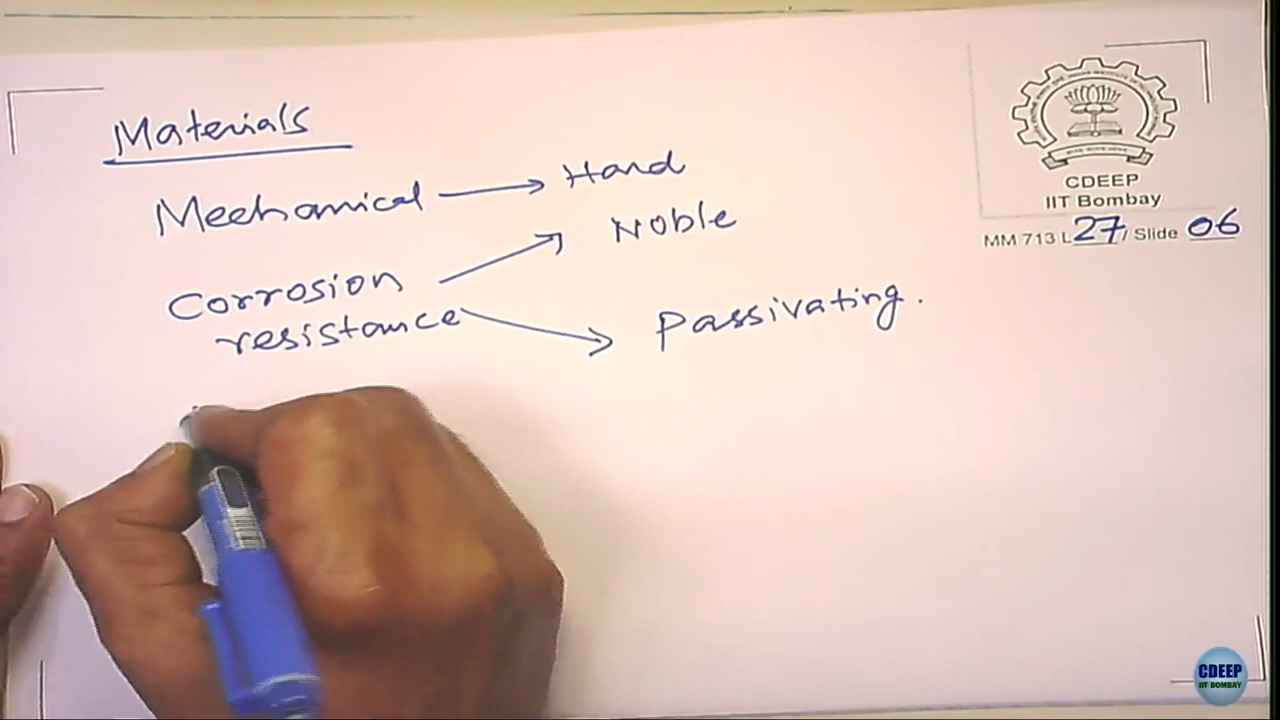 Materials
Mechanical → Hard
Noble
Corrosion
resistance → Passivating.
CDEEP
IIT Bombay
MM 713 L 27 / Slide 06
CDEEP
IIT BOMBAY